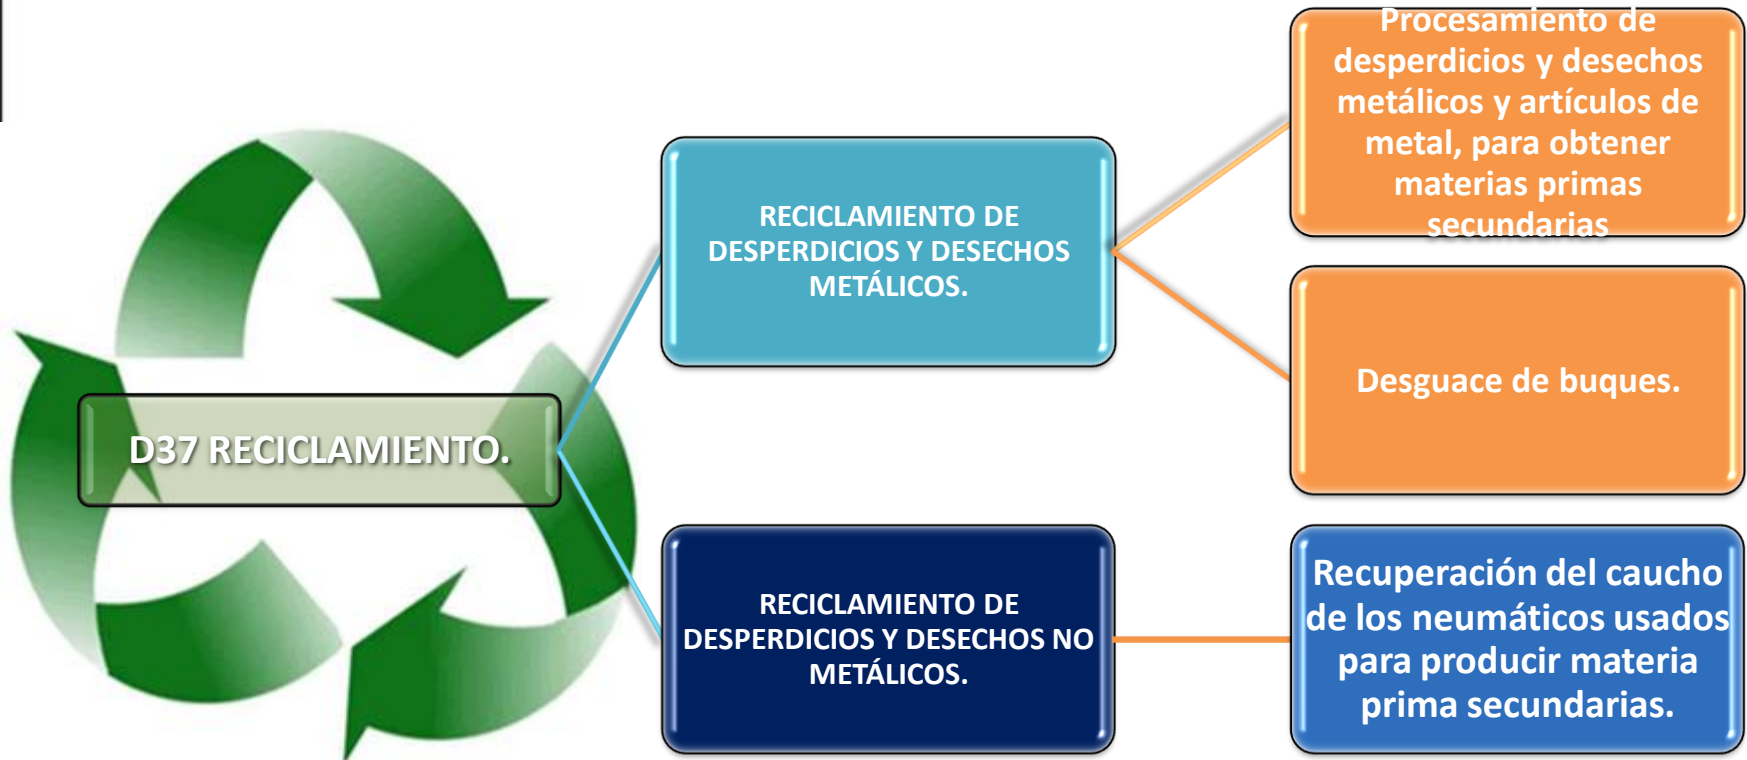 D37 RECICLAMIENTO.
RECICLAMIENTO DE
DESPERDICIOS Y DESECHOS
METÁLICOS.
Procesamiento de
desperdicios y desechos
metálicos y artículos de
metal, para obtener
materias primas
secundarias
Desguace de buques.
RECICLAMIENTO DE
DESPERDICIOS Y DESECHOS NO
METÁLICOS.
Recuperación del caucho
de los neumáticos usados
para producir materia
prima secundarias.